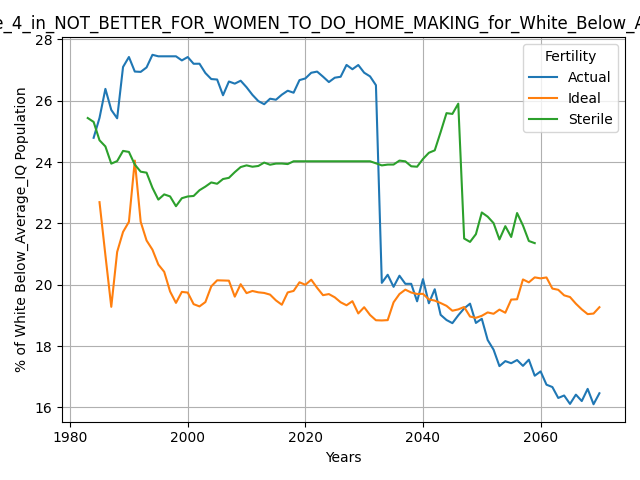 e_4_in_NOT_BETTER_FOR_WOMEN_TO_DO_HOME_MAKING_for_White_Below_A
28
26
24
22
20
18
16
% of White Below_Average_IQ Population
Fertility
Actual
Ideal
Sterile
1980
2000
2020
2040
2060
Years